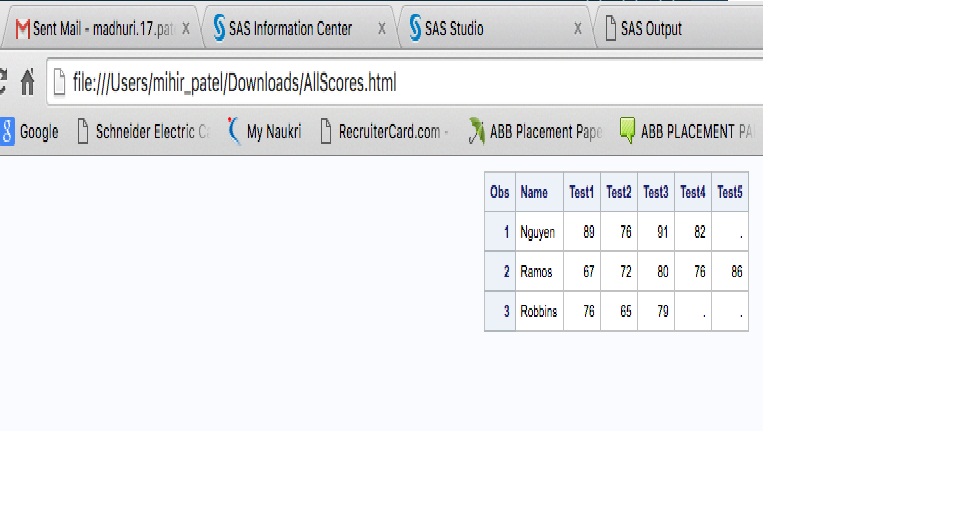 Sent Mail - madhuri.17.pat x SAS Information Center x SAS Studio x SAS Output
file:///Users/mihir_patel/Downloads/AllScores.html
Google Schneider Electric C My Naukri RecruiterCard.com - ABB Placement Pape ABB PLACEMENT PA
Obs Name Test1 Test2 Test3 Test4 Test5
1 Nguyen 89 76 91 82 .
2 Ramos 67 72 80 76 86
3 Robbins 76 65 79 . .